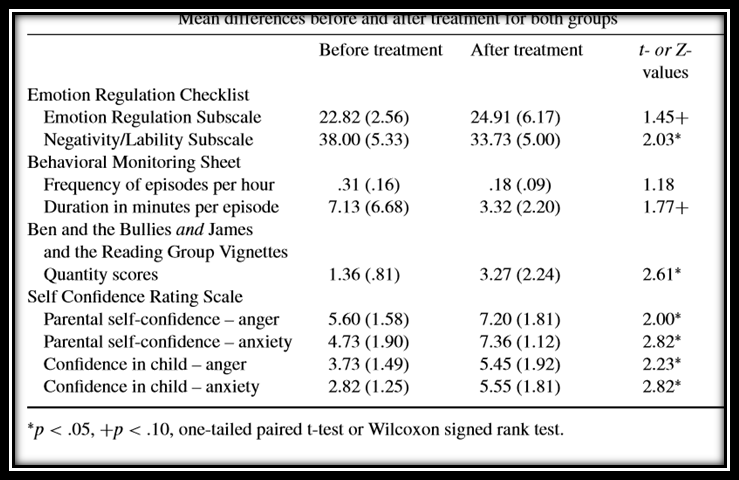 Mean differences before and after treatment for both groups
Before treatment After treatment t- or Z-
values
Emotion Regulation Checklist
Emotion Regulation Subscale 22.82 (2.56) 24.91 (6.17) 1.45+
Negativity/Lability Subscale 38.00 (5.33) 33.73 (5.00) 2.03*
Behavioral Monitoring Sheet
Frequency of episodes per hour .31 (.16) .18 (.09) 1.18
Duration in minutes per episode 7.13 (6.68) 3.32 (2.20) 1.77+
Ben and the Bullies and James
and the Reading Group Vignettes
Quantity scores 1.36 (.81) 3.27 (2.24) 2.61*
Self Confidence Rating Scale
Parental self-confidence – anger 5.60 (1.58) 7.20 (1.81) 2.00*
Parental self-confidence – anxiety 4.73 (1.90) 7.36 (1.12) 2.82*
Confidence in child – anger 3.73 (1.49) 5.45 (1.92) 2.23*
Confidence in child – anxiety 2.82 (1.25) 5.55 (1.81) 2.82*
*p < .05, +p < .10, one-tailed paired t-test or Wilcoxon signed rank test.